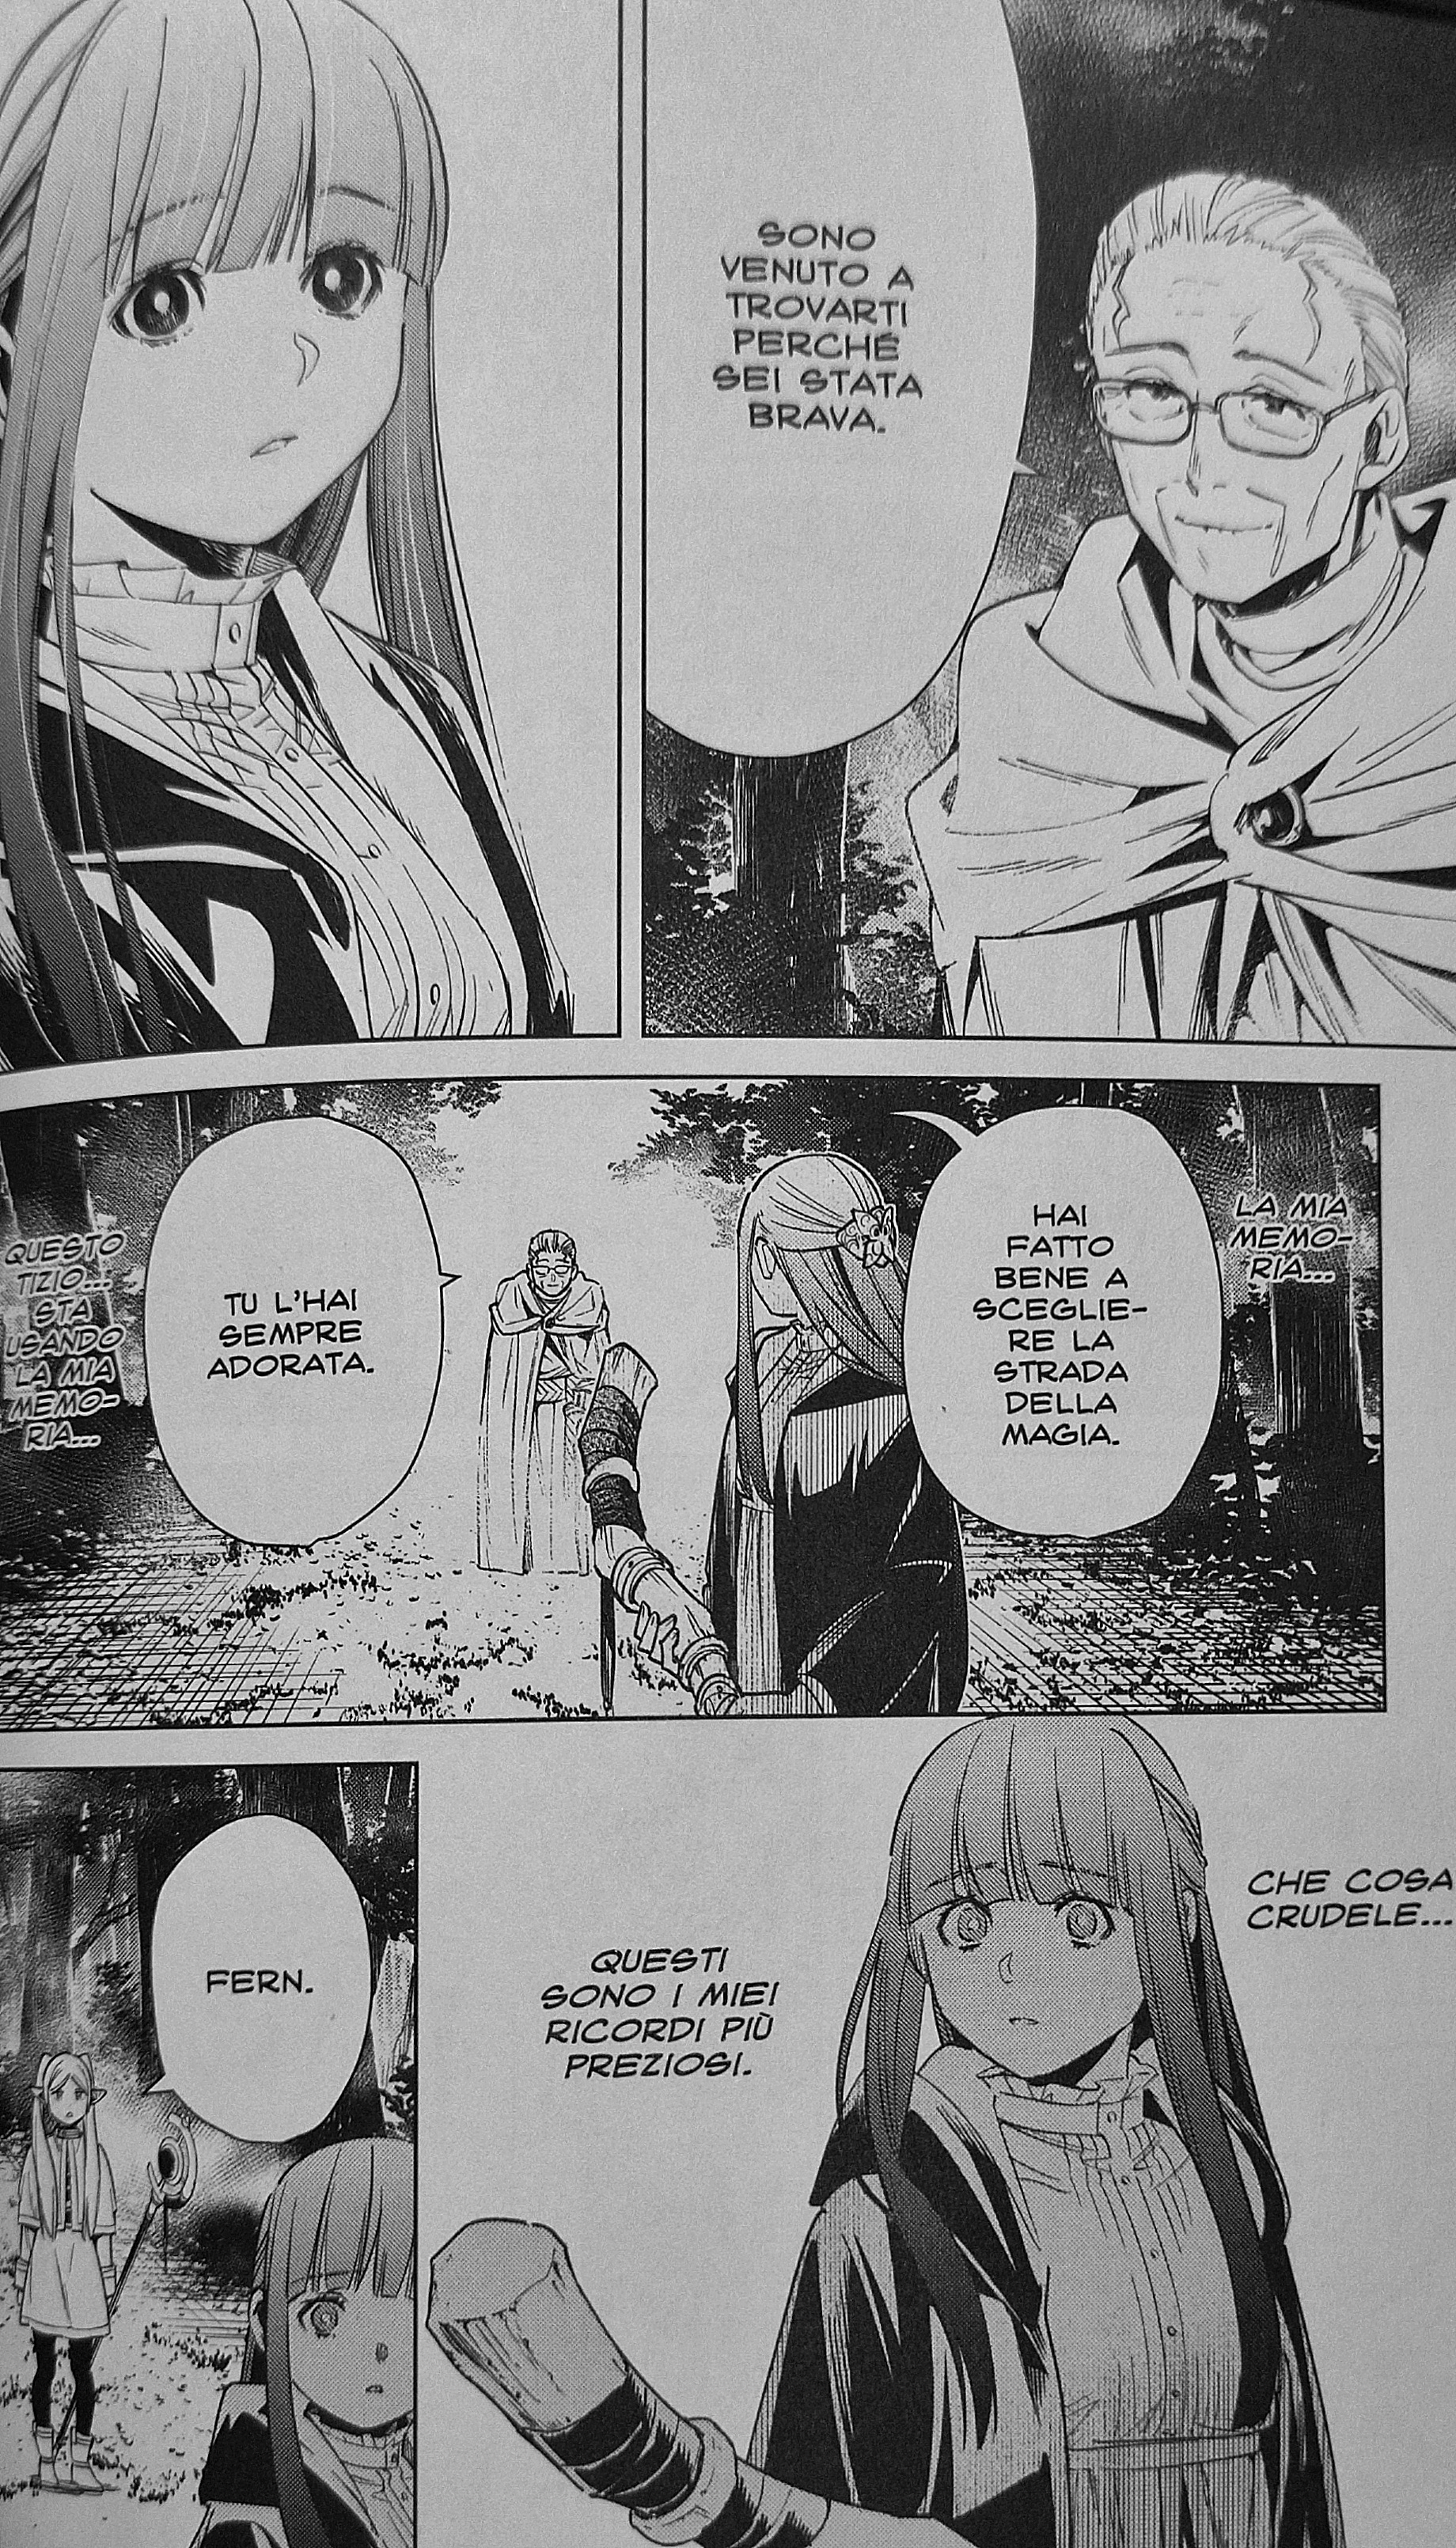 SONO
VENUTO A
TROVARTI
PERCHÉ
SEI STATA
BRAVA.
LA MIA
MEMO-
RIA...
HAI
FATTO
BENE A
SCEGLIE-
RE LA
STRADA
DELLA
MAGIA.
TU L'HAI
SEMPRE
ADORATA.
QUESTO
TIZIO...
STA
USANDO
LA MIA
MEMO-
RIA...
CHE COSA
CRUDELE...
QUESTI
SONO I MIEI
RICORDI PIÙ
PREZIOSI.
FERN.